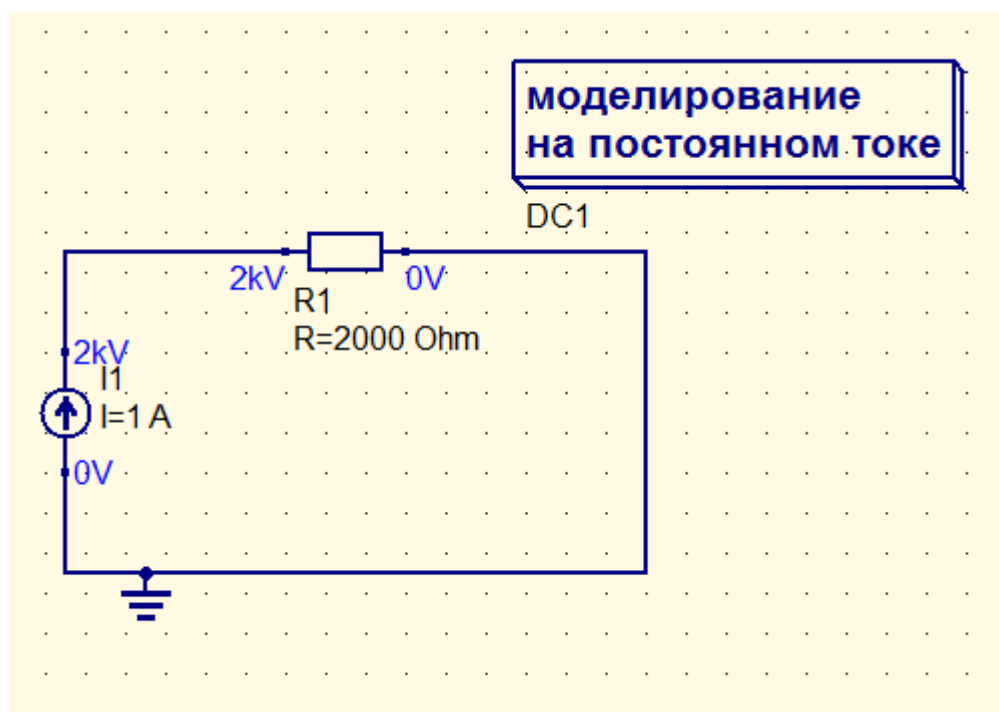 моделирование
на постоянном токе
DC1
2kV
0V
R1
R=2000 Ohm
2kV
I1
I=1 A
0V